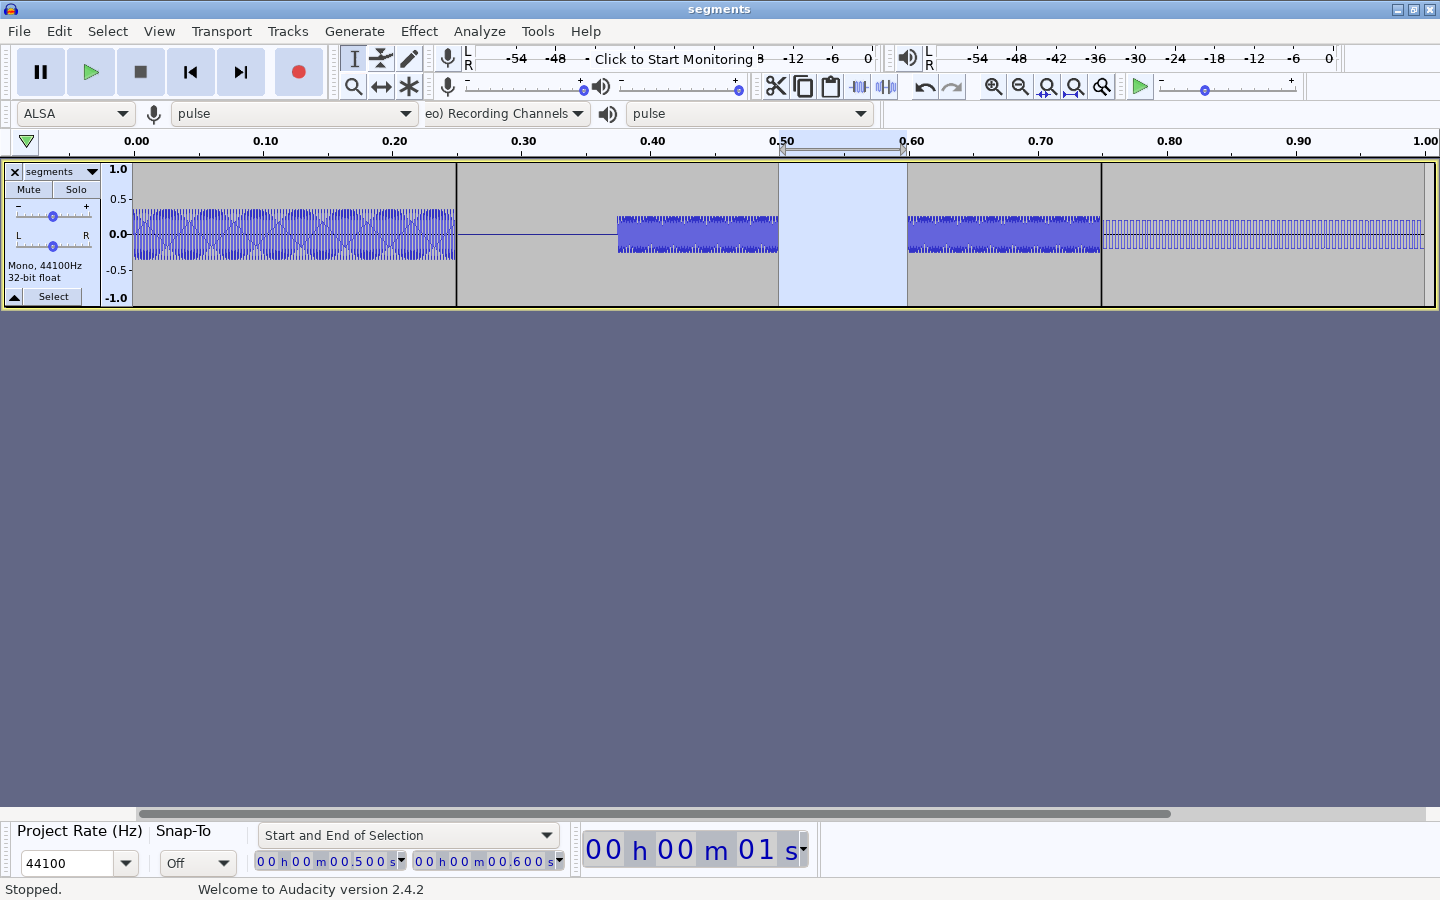 segments
File Edit Select View Transport Tracks Generate Effect Analyze Tools Help
L R -54 -48 - Click to Start Monitoring -12 -6 0 L R -54 -48 -42 -36 -30 -24 -18 -12 -6 0
- + - + - +
ALSA pulse eo) Recording Channels pulse
0.00 0.10 0.20 0.30 0.40 0.50 0.60 0.70 0.80 0.90 1.00
segments
Mute Solo
- +
L R
Mono, 44100Hz
32-bit float
Select
1.0
0.5
0.0
-0.5
-1.0
Project Rate (Hz) Snap-To Start and End of Selection
44100 Off 00 h 00 m 00.500 s 00 h 00 m 00.600 s 00 h 00 m 01 s
Stopped. Welcome to Audacity version 2.4.2